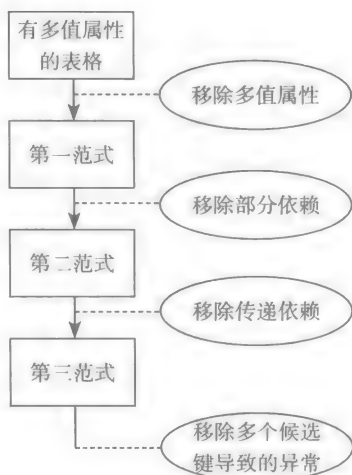 有多值属性
的表格
移除多值属性
第一范式
移除部分依赖
第二范式
移除传递依赖
第三范式
移除多个候选
键导致的异常